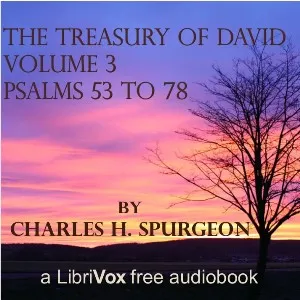 THE TREASURY OF DAVID
VOLUME 3
PSALMS 53 TO 78
BY
CHARLES H. SPURGEON
a LibriVox free audiobook